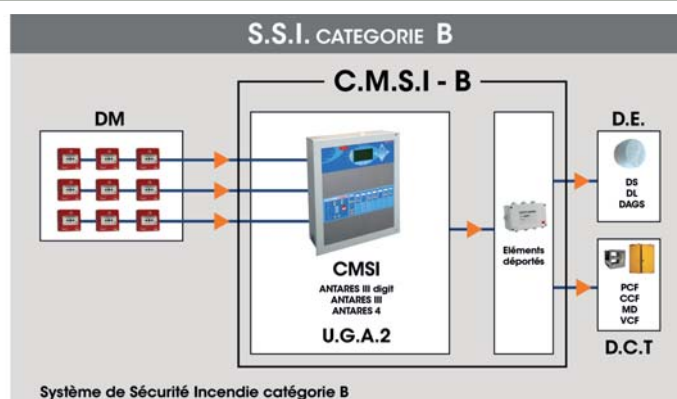 S.S.I. CATEGORIE B
C.M.S.I - B
DM
D.E.
DS
DL
DAGS
Eléments
déportés
CMSI
ANTARES III digit
ANTARES III
ANTARES 4
U.G.A.2
PCF
CCF
MD
VCF
D.C.T
Système de Sécurité Incendie catégorie B